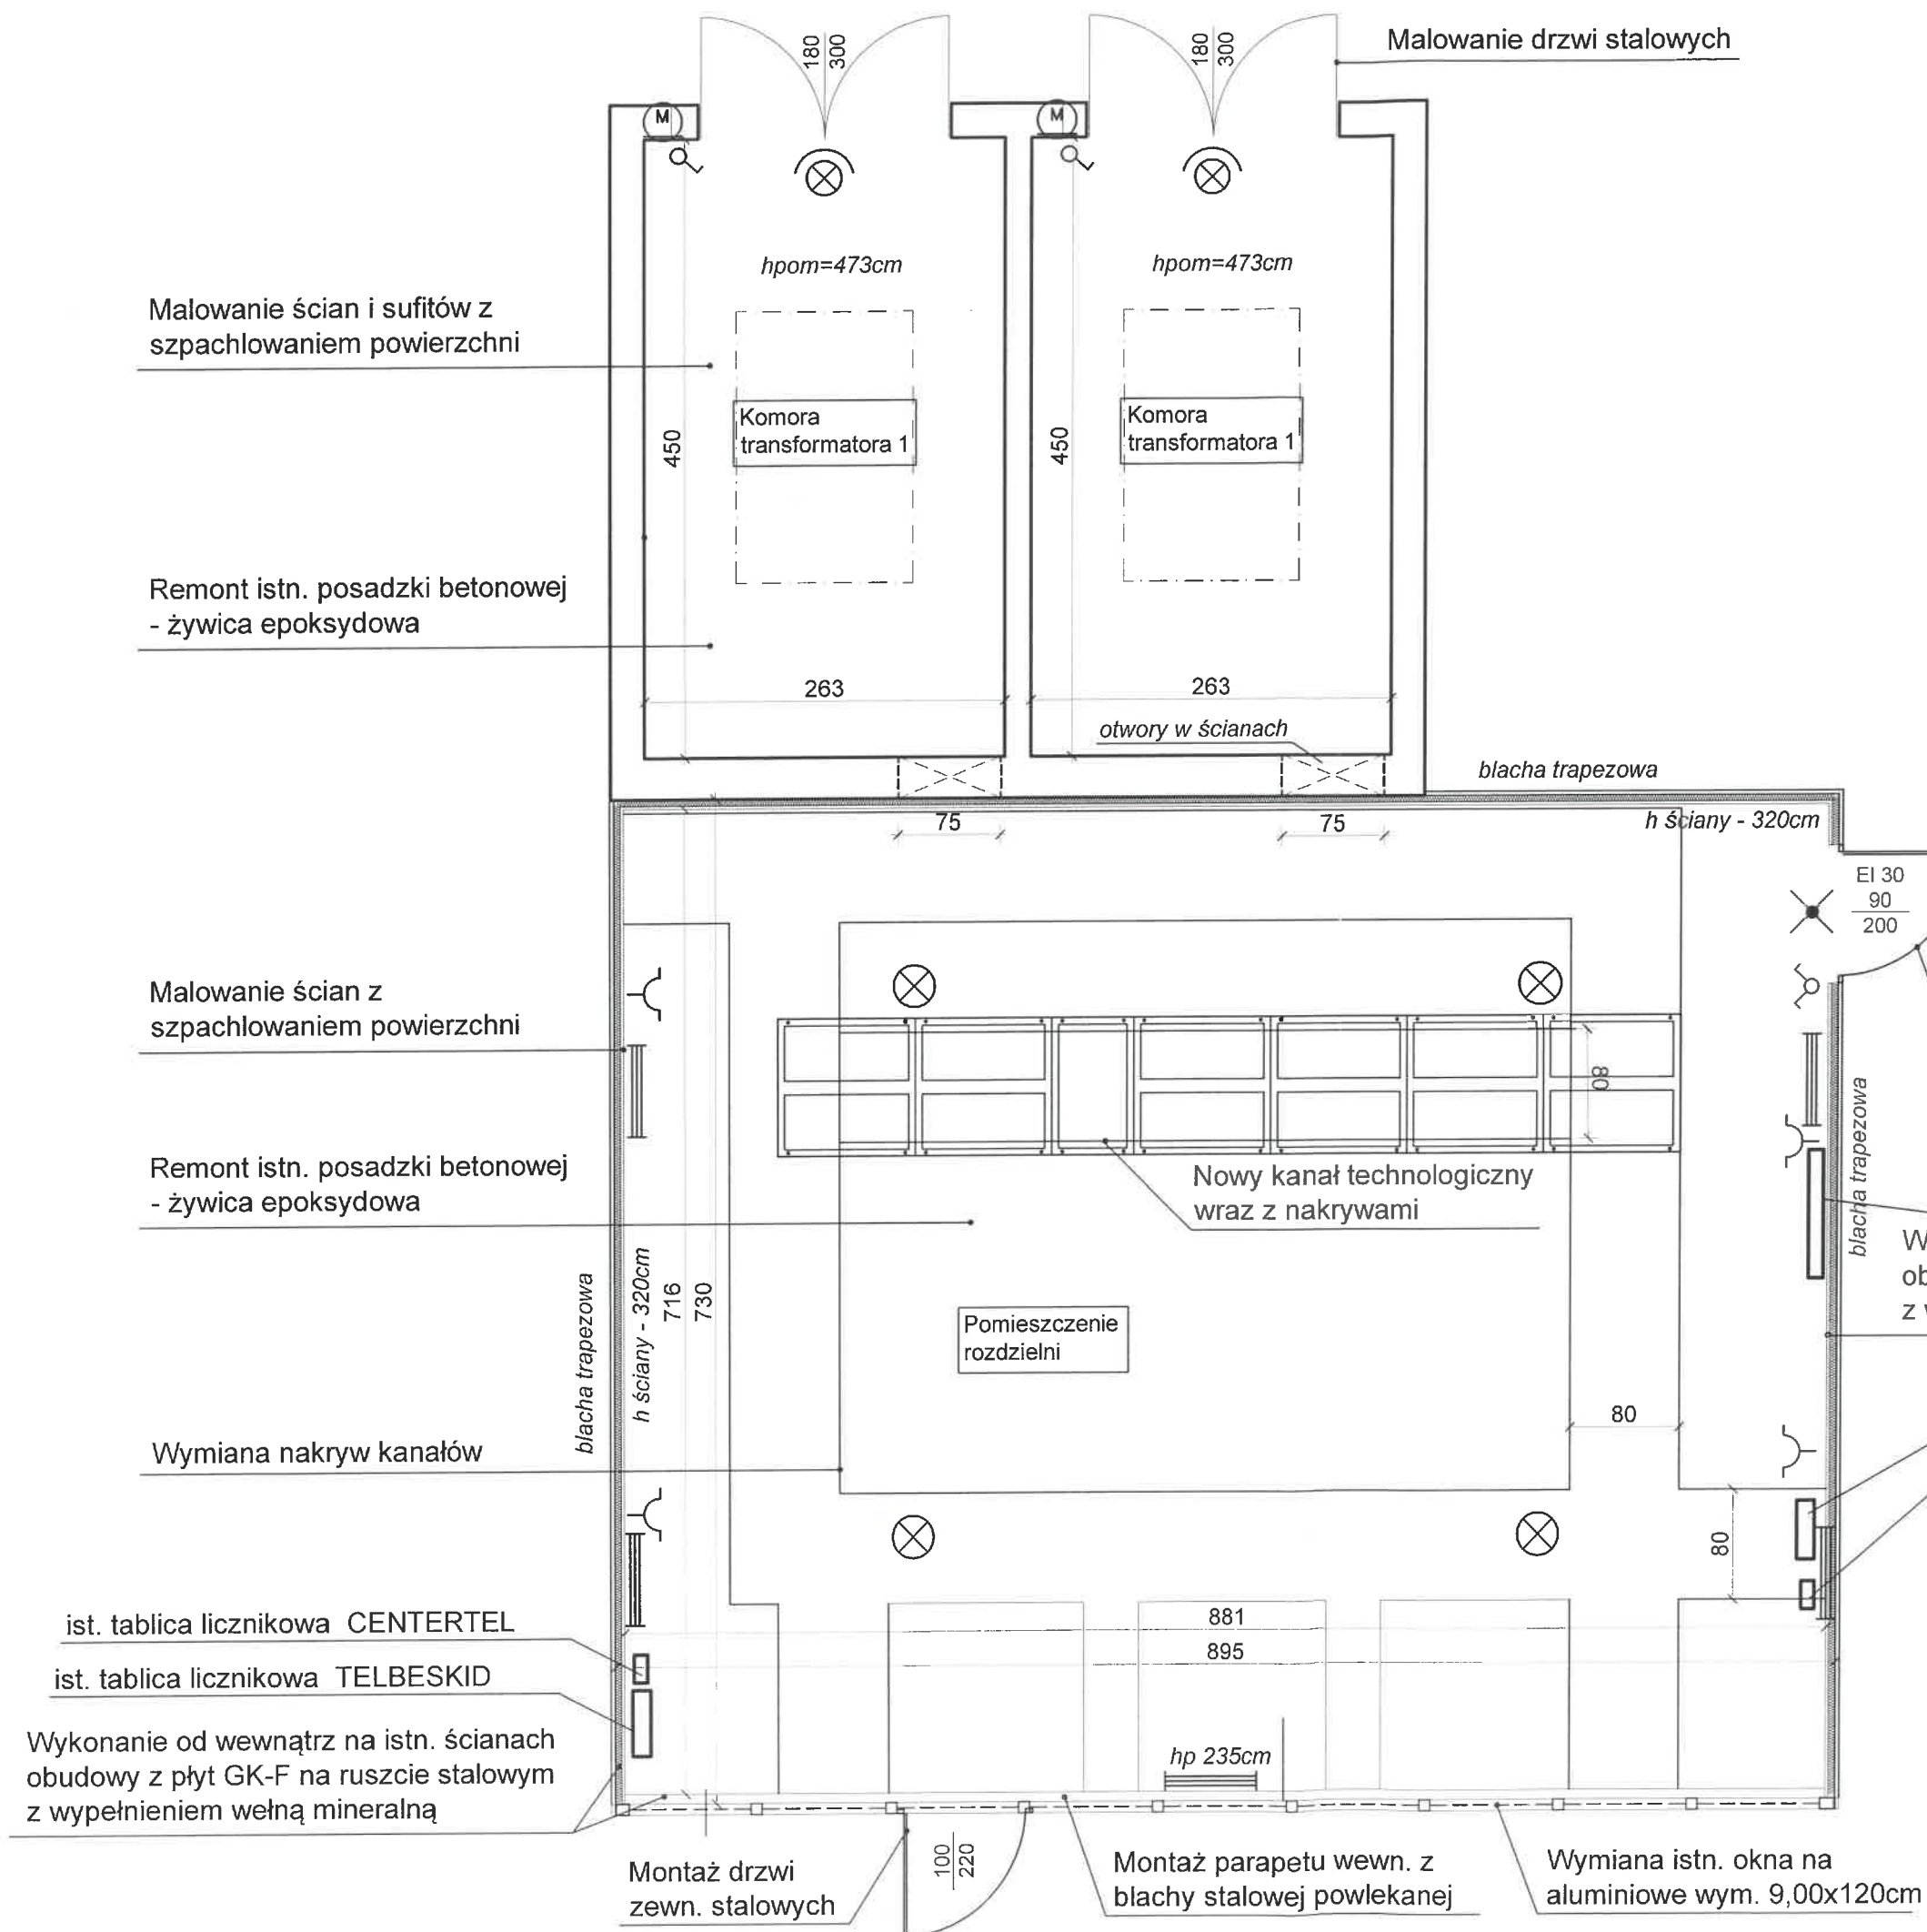 180
300
180
300
Malowanie drzwi stalowych
M
M
hpom=473cm
hpom=473cm
Malowanie ścian i sufitów z
szpachlowaniem powierzchni
Komora
transformatora 1
Komora
transformatora 1
450
450
Remont istn. posadzki betonowej
- żywica epoksydowa
263
263
otwory w ścianach
blacha trapezowa
75
75
h ściany - 320cm
EI 30
90
200
Malowanie ścian z
szpachlowaniem powierzchni
80
blacha trapezowa
Remont istn. posadzki betonowej
- żywica epoksydowa
Nowy kanał technologiczny
wraz z nakrywami
blacha trapezowa
h ściany - 320cm
716
730
Pomieszczenie
rozdzielni
80
Wymiana nakryw kanałów
80
ist. tablica licznikowa CENTERTEL
881
895
ist. tablica licznikowa TELBESKID
Wykonanie od wewnątrz na istn. ścianach
obudowy z płyt GK-F na ruszcie stalowym
z wypełnieniem wełną mineralną
hp 235cm
Montaż drzwi
zewn. stalowych
100
220
Montaż parapetu wewn. z
blachy stalowej powlekanej
Wymiana istn. okna na
aluminiowe wym. 9,00x120cm